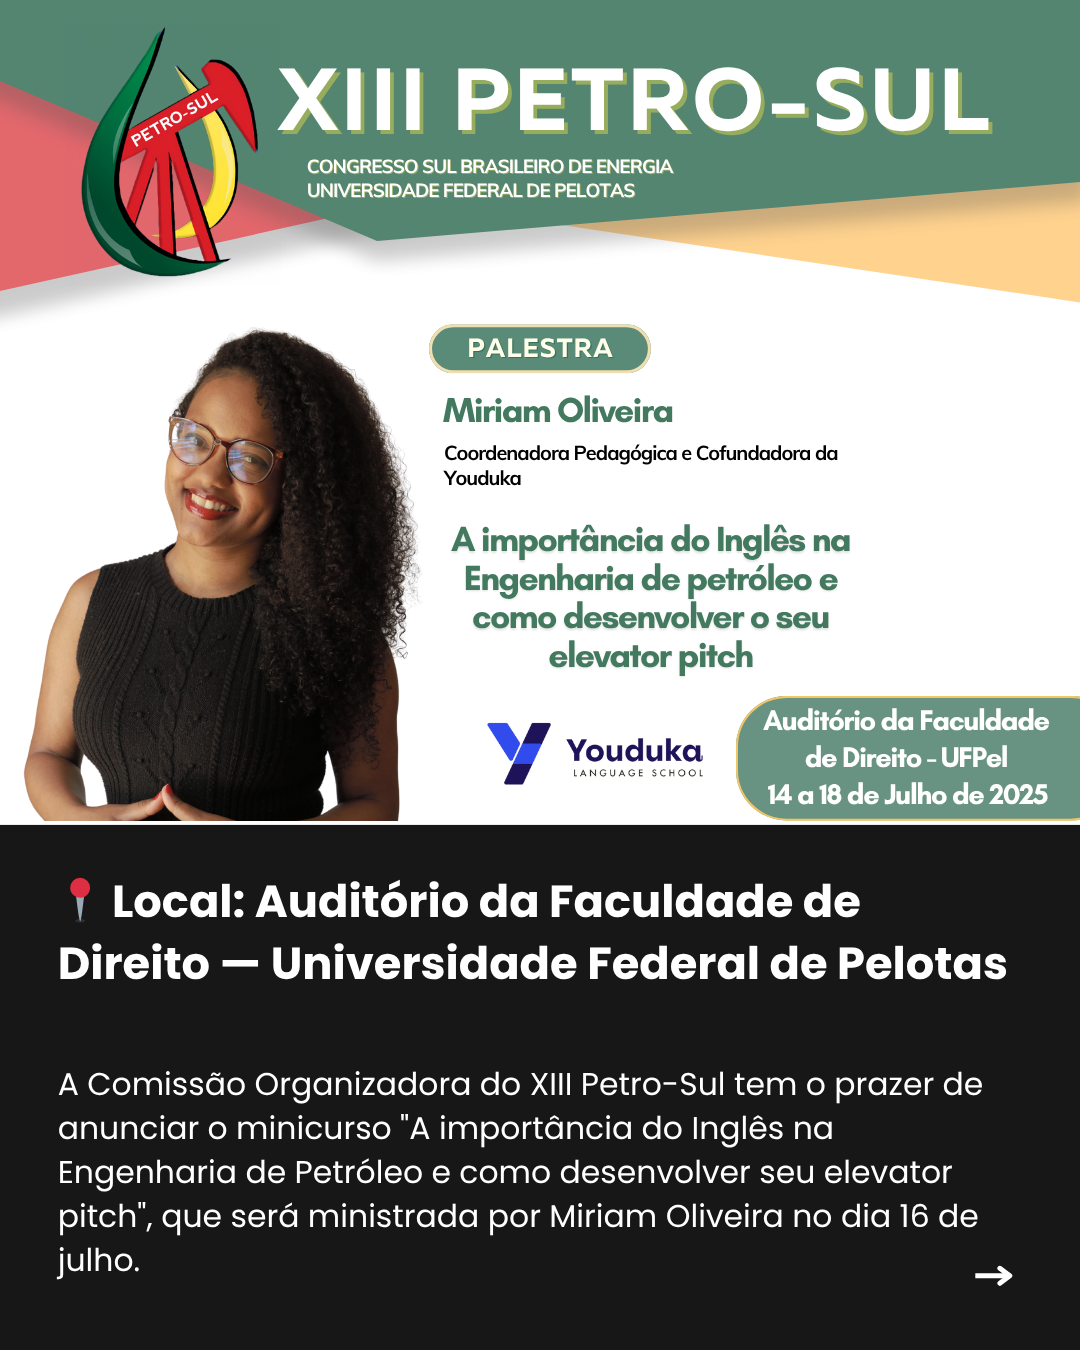 PETRO-SUL
XIII PETRO-SUL
CONGRESSO SUL BRASILEIRO DE ENERGIA
UNIVERSIDADE FEDERAL DE PELOTAS
PALESTRA
Miriam Oliveira
Coordenadora Pedagógica e Cofundadora da
Youduka
A importância do Inglês na
Engenharia de petróleo e
como desenvolver o seu
elevator pitch
Youduka
LANGUAGE SCHOOL
Auditório da Faculdade
de Direito - UFPel
14 a 18 de Julho de 2025
📍 Local: Auditório da Faculdade de
Direito — Universidade Federal de Pelotas
A Comissão Organizadora do XIII Petro-Sul tem o prazer de
anunciar o minicurso "A importância do Inglês na
Engenharia de Petróleo e como desenvolver seu elevator
pitch", que será ministrada por Miriam Oliveira no dia 16 de
julho.
→